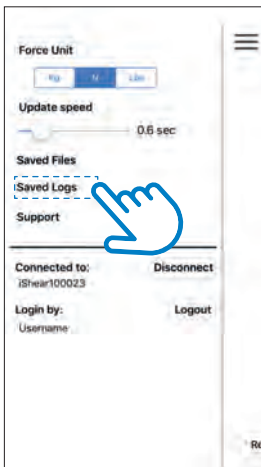 Force Unit
Kg N Lbs
Update speed
0.6 sec
Saved Files
Saved Logs
Support
Connected to: Disconnect
iShear100023
Login by: Logout
Username
Re